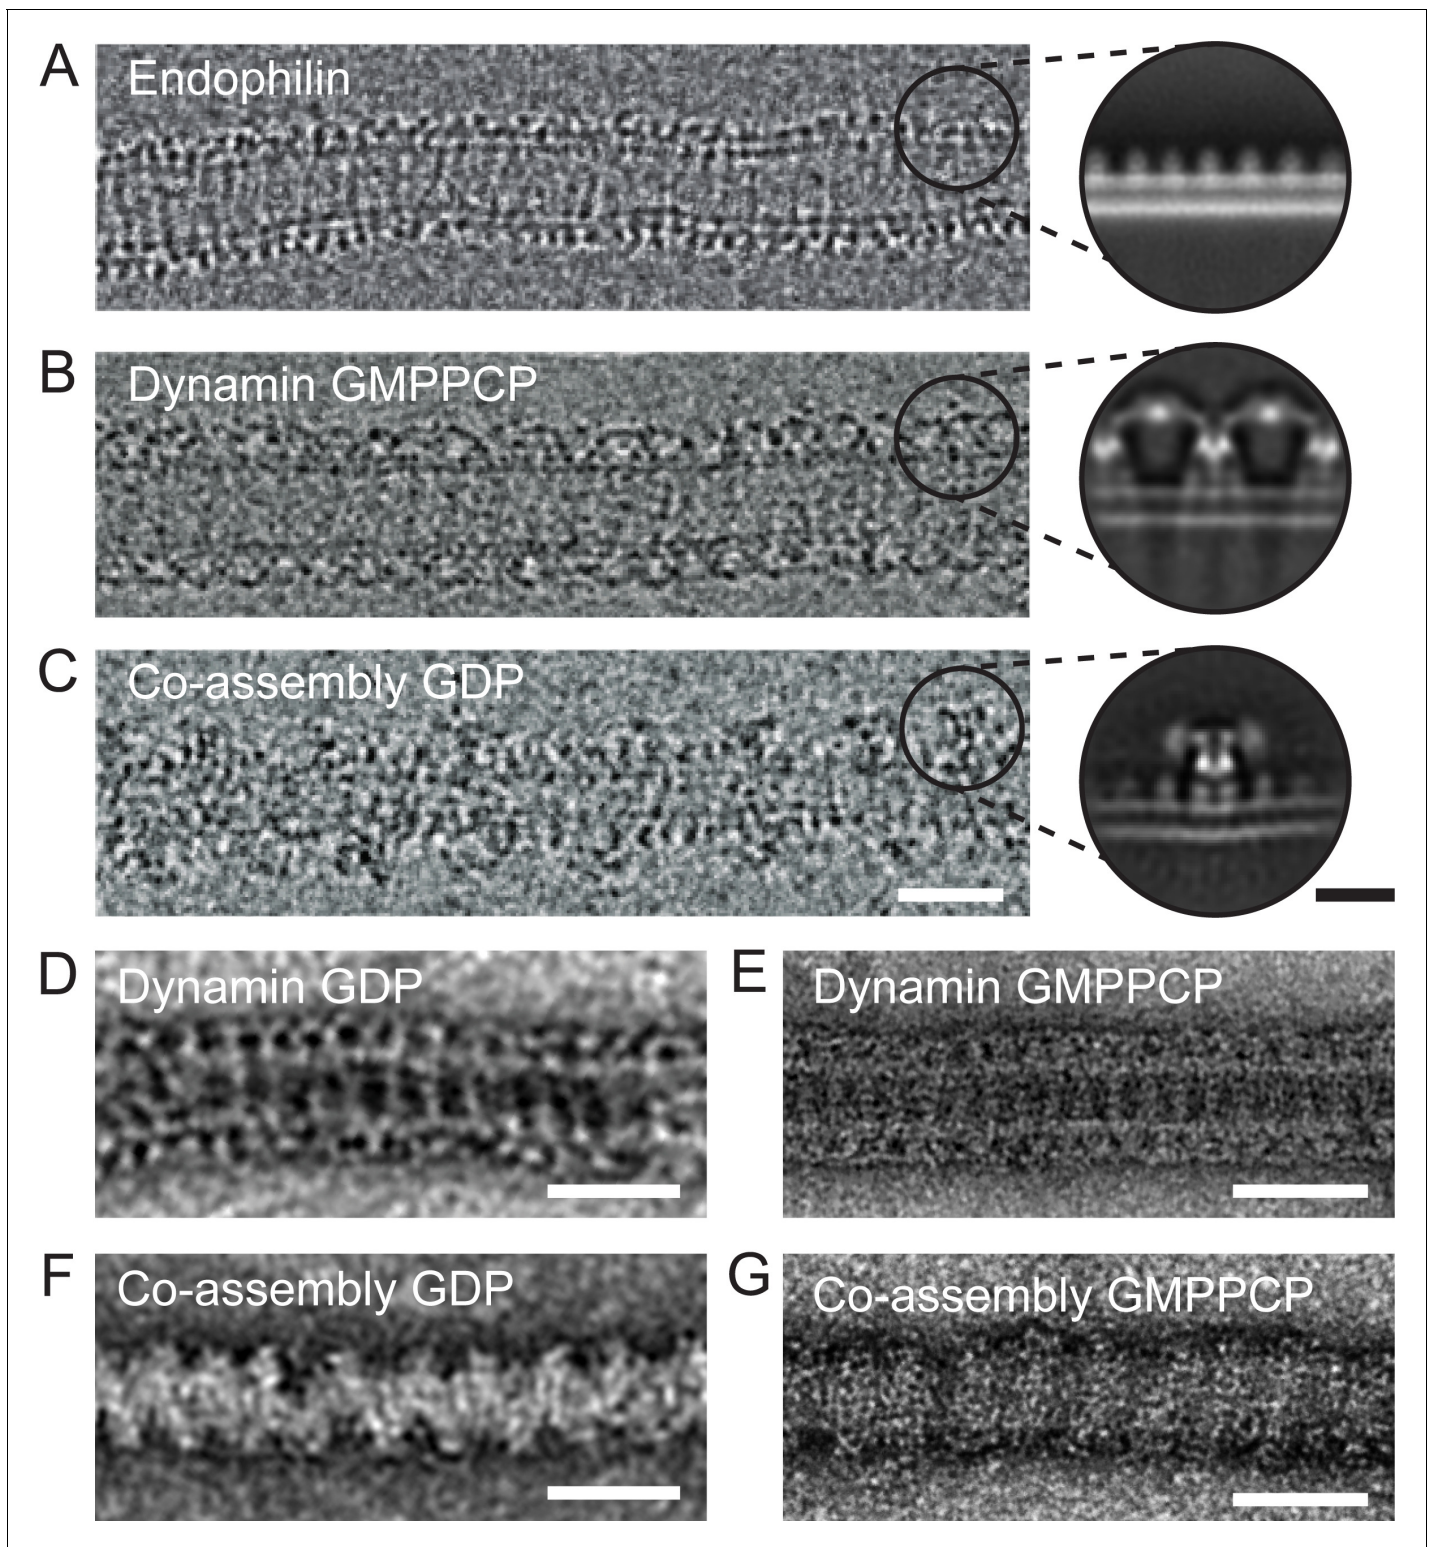 A
Endophilin
B
Dynamin GMPPCP
C
Co-assembly GDP
D
Dynamin GDP
E
Dynamin GMPPCP
F
Co-assembly GDP
G
Co-assembly GMPPCP